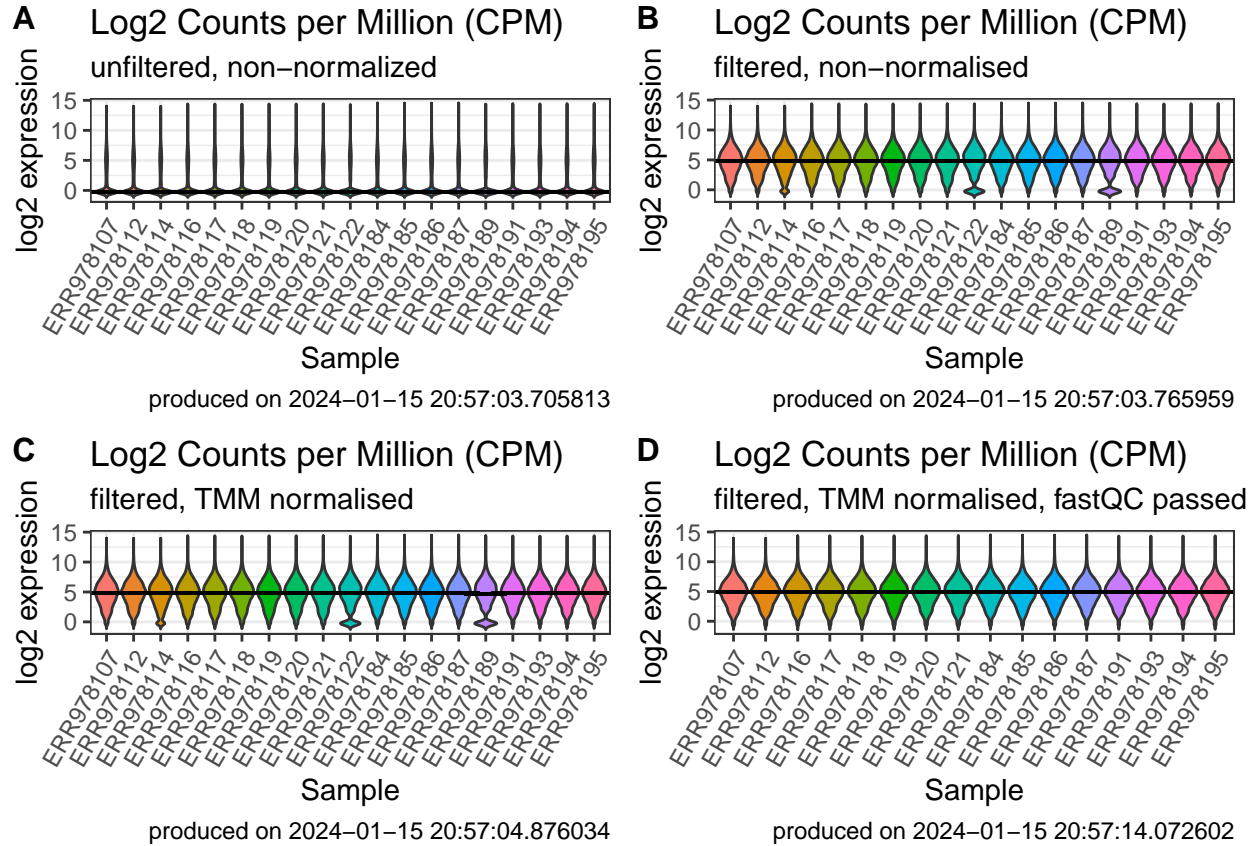 A
Log2 Counts per Million (CPM)
unfiltered, non−normalized
log2 expression
15
10
5
0
ERR978107
ERR978112
ERR978114
ERR978116
ERR978117
ERR978118
ERR978119
ERR978120
ERR978121
ERR978122
ERR978184
ERR978185
ERR978186
ERR978187
ERR978189
ERR978191
ERR978193
ERR978194
ERR978195
Sample
produced on 2024−01−15 20:57:03.705813
B
Log2 Counts per Million (CPM)
filtered, non−normalised
log2 expression
15
10
5
0
ERR978107
ERR978112
ERR978114
ERR978116
ERR978117
ERR978118
ERR978119
ERR978120
ERR978121
ERR978122
ERR978184
ERR978185
ERR978186
ERR978187
ERR978189
ERR978191
ERR978193
ERR978194
ERR978195
Sample
produced on 2024−01−15 20:57:03.765959
C
Log2 Counts per Million (CPM)
filtered, TMM normalised
log2 expression
15
10
5
0
ERR978107
ERR978112
ERR978114
ERR978116
ERR978117
ERR978118
ERR978119
ERR978120
ERR978121
ERR978122
ERR978184
ERR978185
ERR978186
ERR978187
ERR978189
ERR978191
ERR978193
ERR978194
ERR978195
Sample
produced on 2024−01−15 20:57:04.876034
D
Log2 Counts per Million (CPM)
filtered, TMM normalised, fastQC passed
log2 expression
15
10
5
0
ERR978107
ERR978112
ERR978116
ERR978117
ERR978118
ERR978119
ERR978120
ERR978121
ERR978184
ERR978185
ERR978186
ERR978187
ERR978191
ERR978193
ERR978194
ERR978195
Sample
produced on 2024−01−15 20:57:14.072602